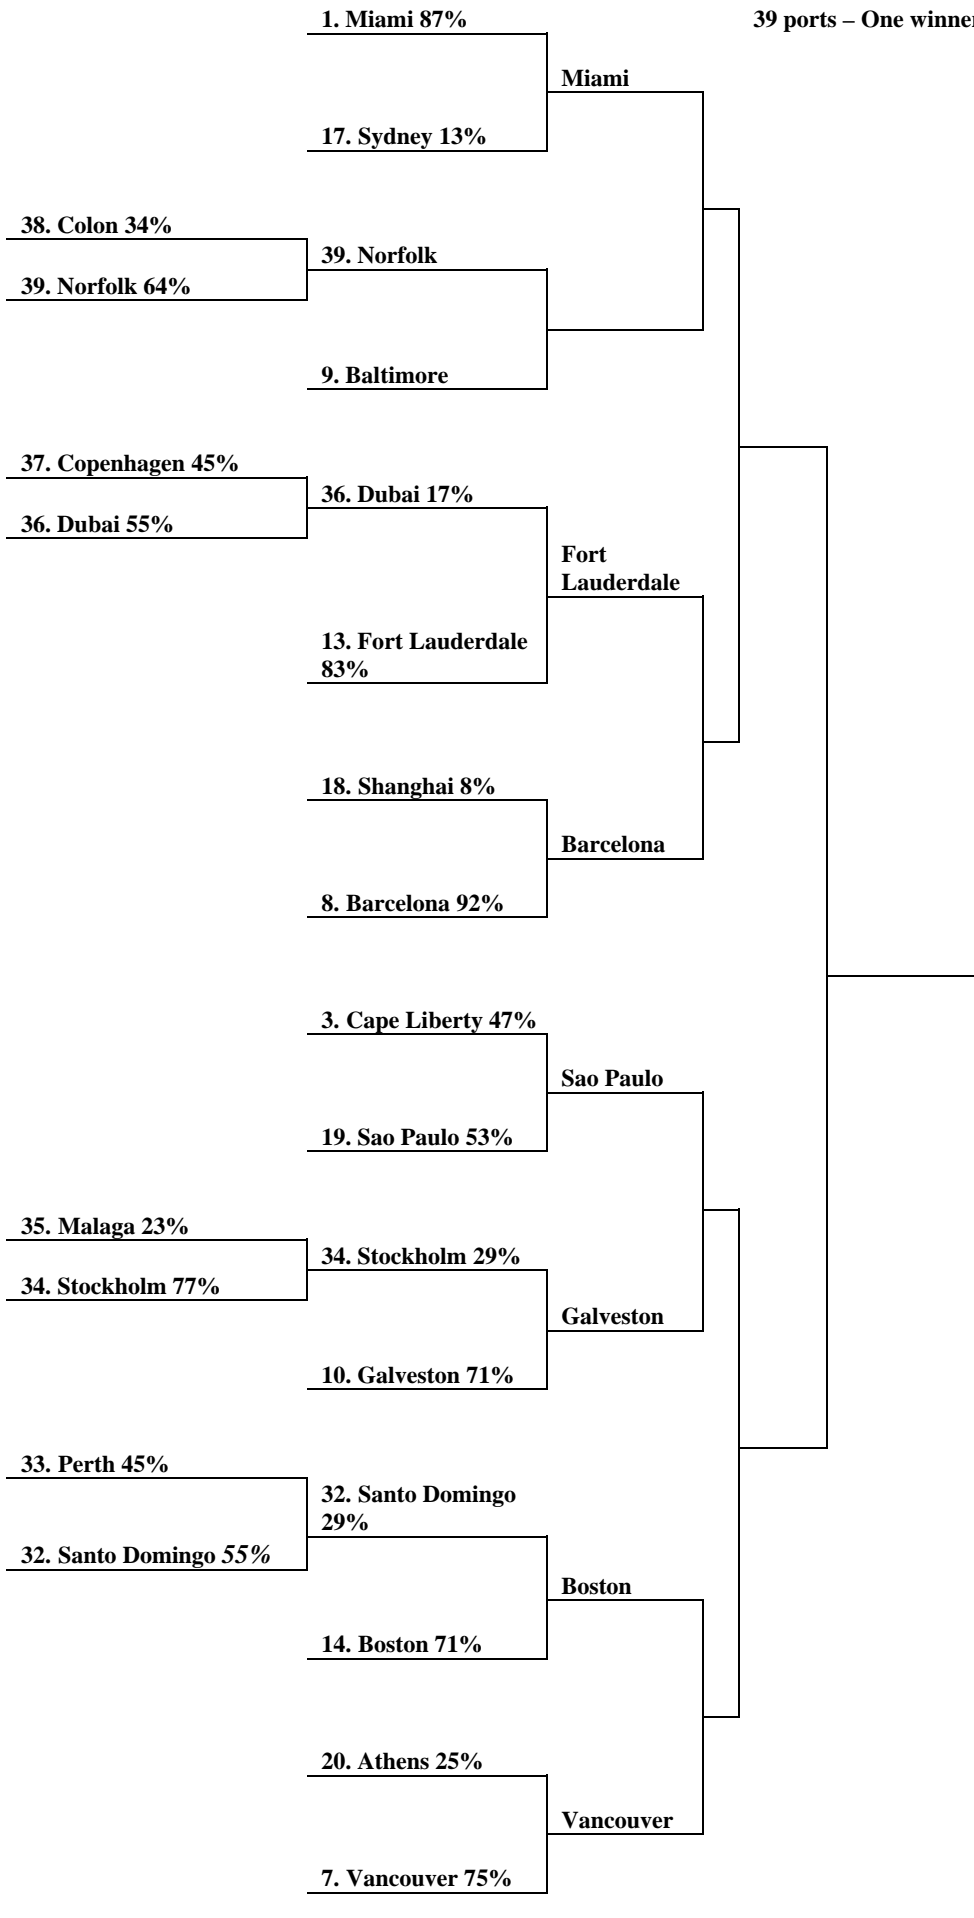 1. Miami 87%
39 ports – One winner
Miami
17. Sydney 13%
38. Colon 34%
39. Norfolk
39. Norfolk 64%
9. Baltimore
37. Copenhagen 45%
36. Dubai 17%
36. Dubai 55%
Fort
Lauderdale
13. Fort Lauderdale
83%
18. Shanghai 8%
Barcelona
8. Barcelona 92%
3. Cape Liberty 47%
Sao Paulo
19. Sao Paulo 53%
35. Malaga 23%
34. Stockholm 29%
34. Stockholm 77%
Galveston
10. Galveston 71%
33. Perth 45%
32. Santo Domingo
29%
32. Santo Domingo 55%
Boston
14. Boston 71%
20. Athens 25%
Vancouver
7. Vancouver 75%